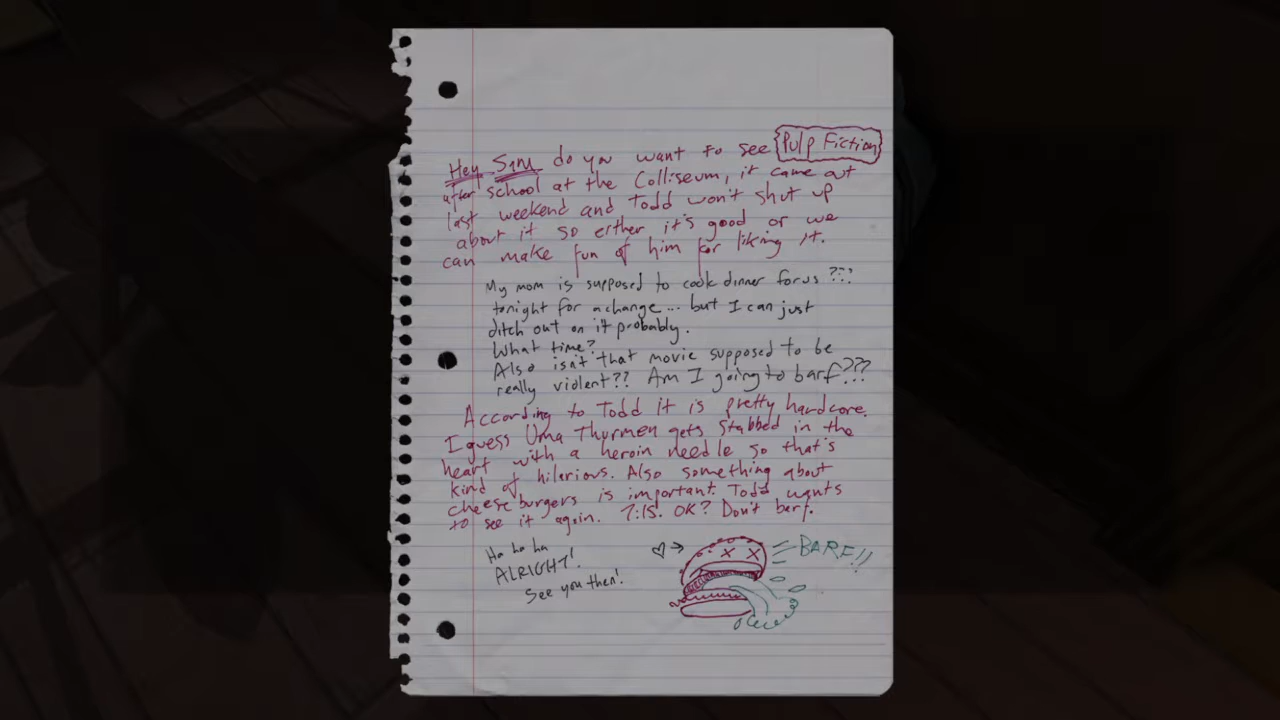 Hey Sam do you want to see Pulp Fiction
after school at the Colliseum, it came out
last weekend and Todd won't shut up
about it so either it's good or we
can make fun of him for liking it.
My mom is supposed to cook dinner for us ???
tonight for a change... but I can just
ditch out on it probably.
What time?
Also isn't that movie supposed to be
really violent?? Am I going to barf???
According to Todd it is pretty hardcore.
I guess Uma Thurmen gets stabbed in the
heart with a heroin needle so that's
kind of hilarious. Also something about
cheeseburgers is important. Todd wants
to see it again. 7:15. OK? Don't barf.
Ha ha ha
ALRIGHT!
See you then!
BARF!!